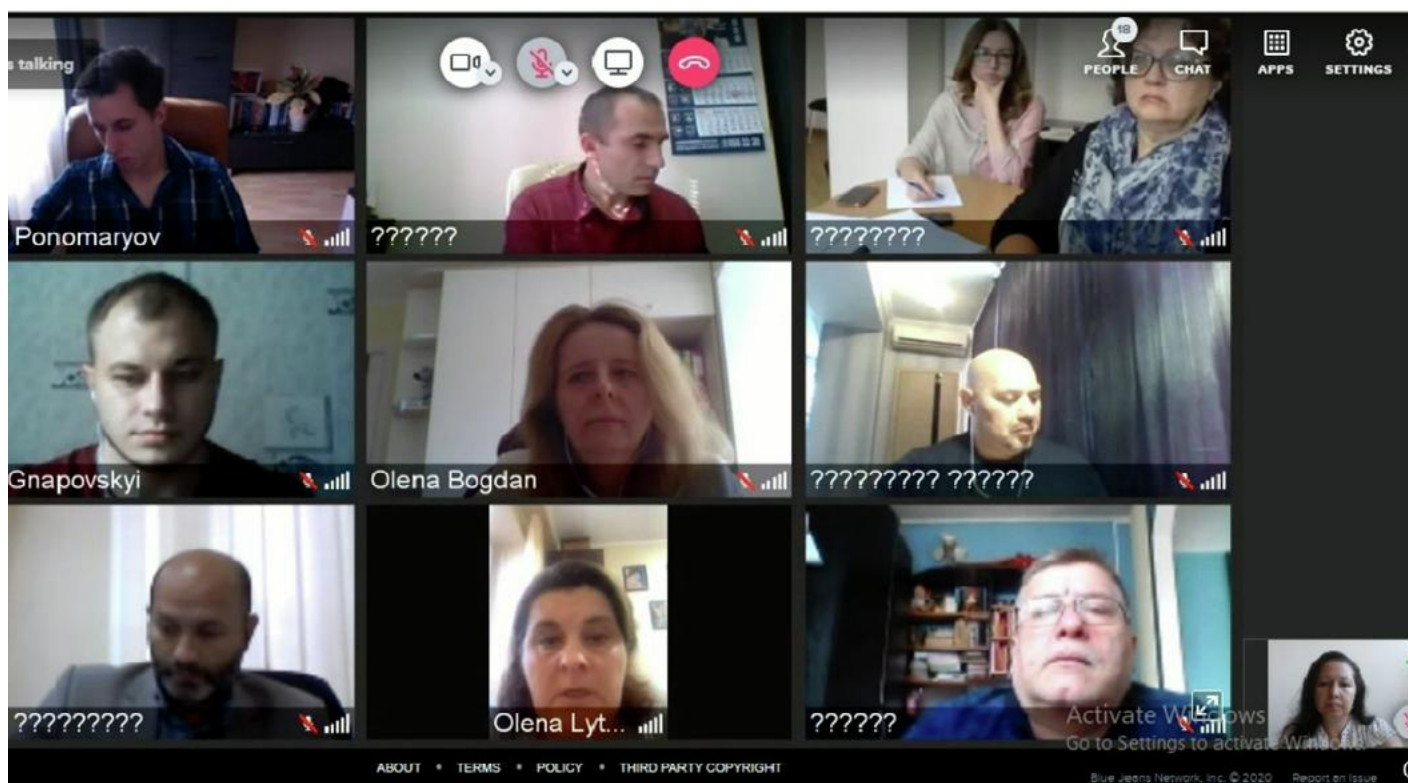 s talking
18
PEOPLE
CHAT
APPS
SETTINGS
Ponomaryov
??????
????????
Gnapovskyi
Olena Bogdan
????????? ??????
?????????
Olena Lyt...
??????
Activate Windows
Go to Settings to activate Windows.
ABOUT • TERMS • POLICY • THIRD PARTY COPYRIGHT
Blue Jeans Network, Inc. © 2020 Report an Issue